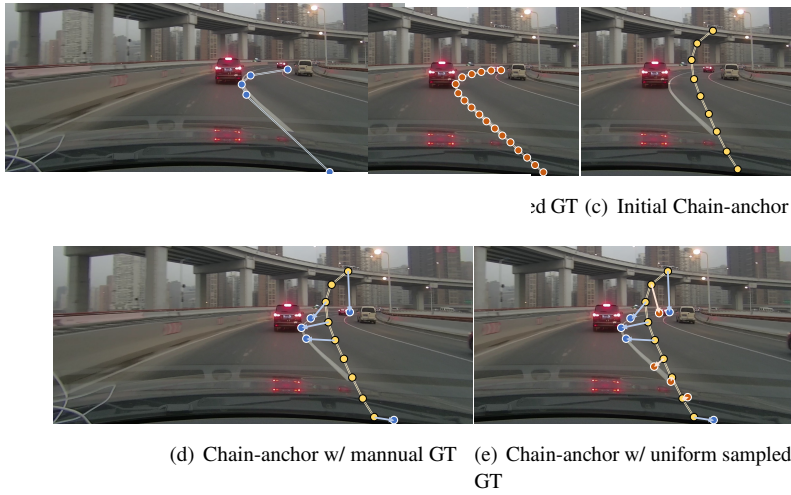 ed GT (c) Initial Chain-anchor
(d) Chain-anchor w/ mannual GT (e) Chain-anchor w/ uniform sampled
GT